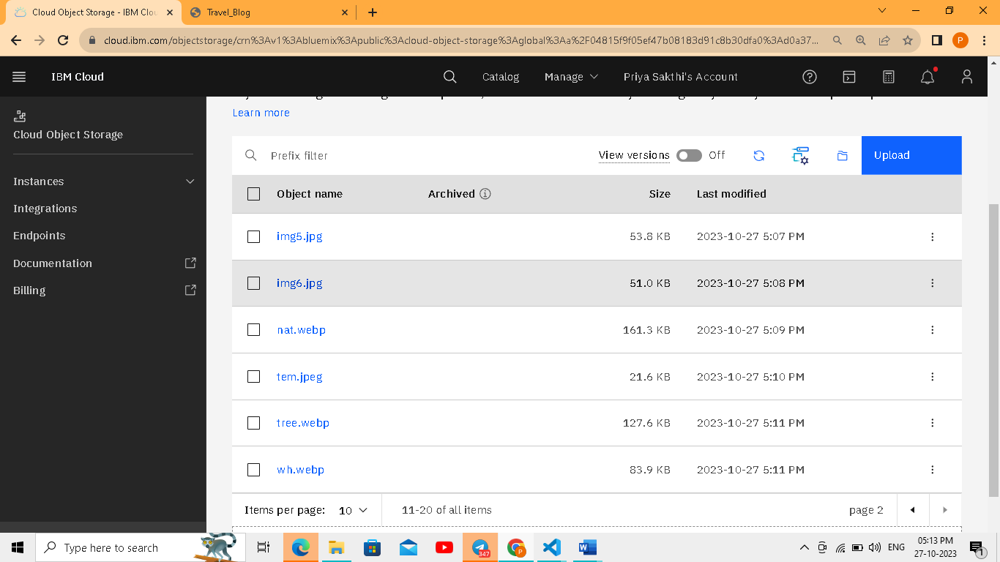 Cloud Object Storage - IBM Clou
Travel_Blog
cloud.ibm.com/objectstorage/crn%3Av1%3Abluemix%3Apublic%3Acloud-object-storage%3Aglobal%3Aa%2F04815f9f05ef47b08183d91c8b30dfa0%3Ad0a37...
P
IBM Cloud
Catalog
Manage
Priya Sakthi's Account
Cloud Object Storage
Instances
Integrations
Endpoints
Documentation
Billing
Learn more
Prefix filter
View versions
Off
Upload
Object name Archived Size Last modified
img5.jpg 53.8 KB 2023-10-27 5:07 PM
img6.jpg 51.0 KB 2023-10-27 5:08 PM
nat.webp 161.3 KB 2023-10-27 5:09 PM
tem.jpeg 21.6 KB 2023-10-27 5:10 PM
tree.webp 127.6 KB 2023-10-27 5:11 PM
wh.webp 83.9 KB 2023-10-27 5:11 PM
Items per page: 10 11-20 of all items page 2
Type here to search
347
P
ENG
05:13 PM
27-10-2023
1